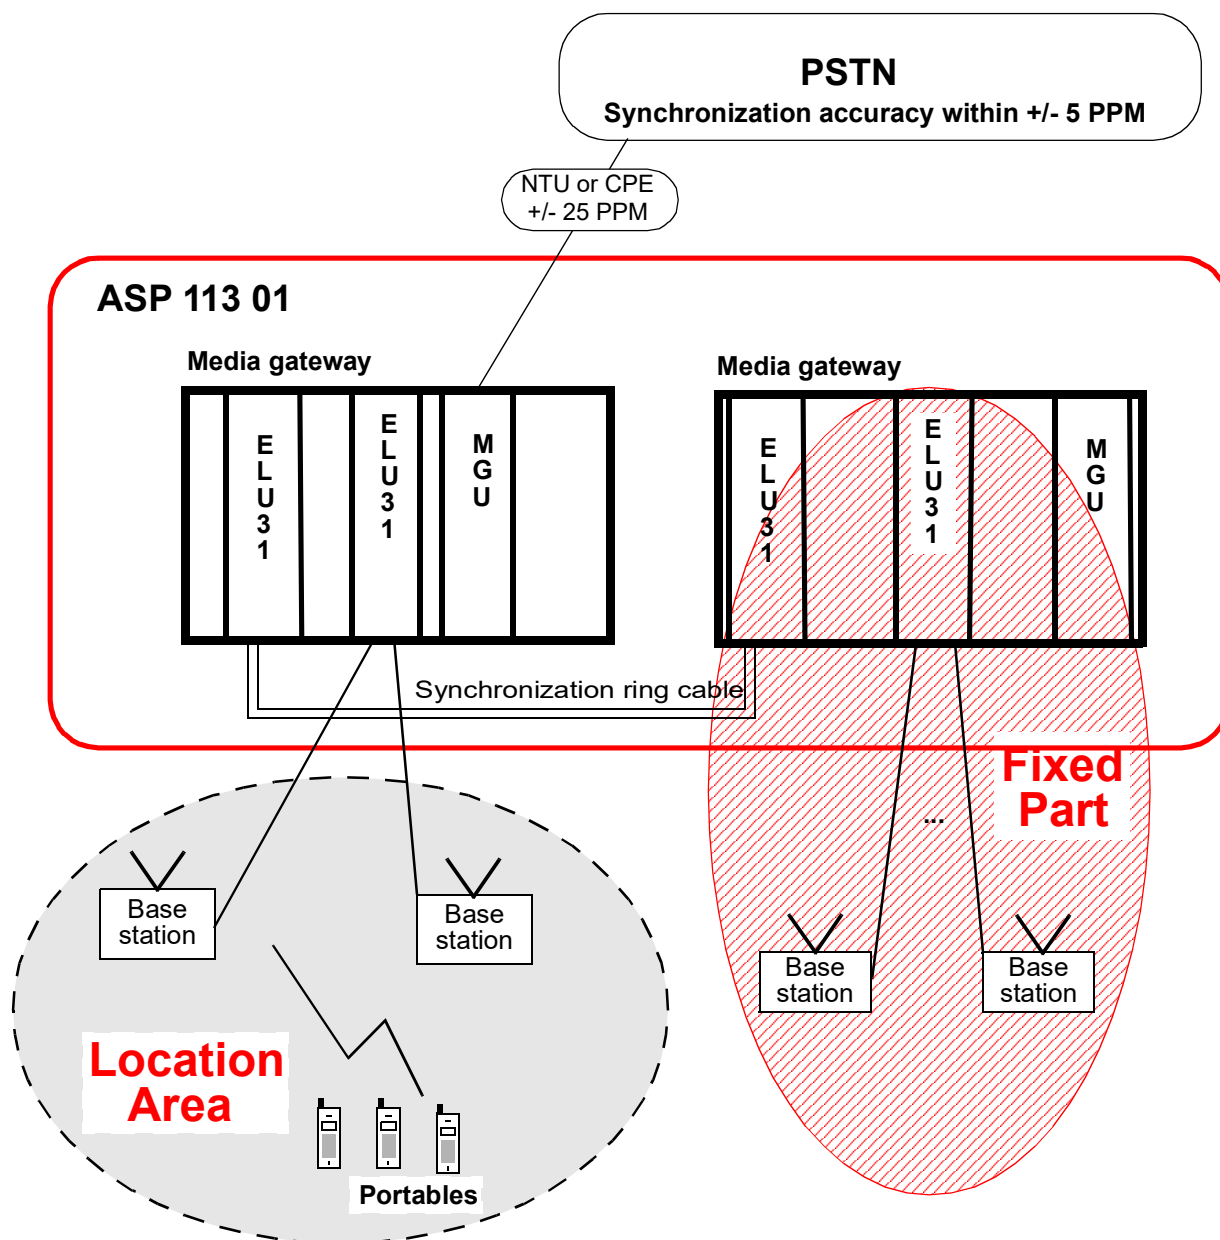 PSTN
Synchronization accuracy within +/- 5 PPM
NTU or CPE
+/- 25 PPM
ASP 113 01
Media gateway
Media gateway
ELU31
ELU31
MGU
ELU31
ELU31
MGU
Synchronization ring cable
Fixed
Part
...
Base
station
Base
station
Base
station
Base
station
Location
Area
Portables